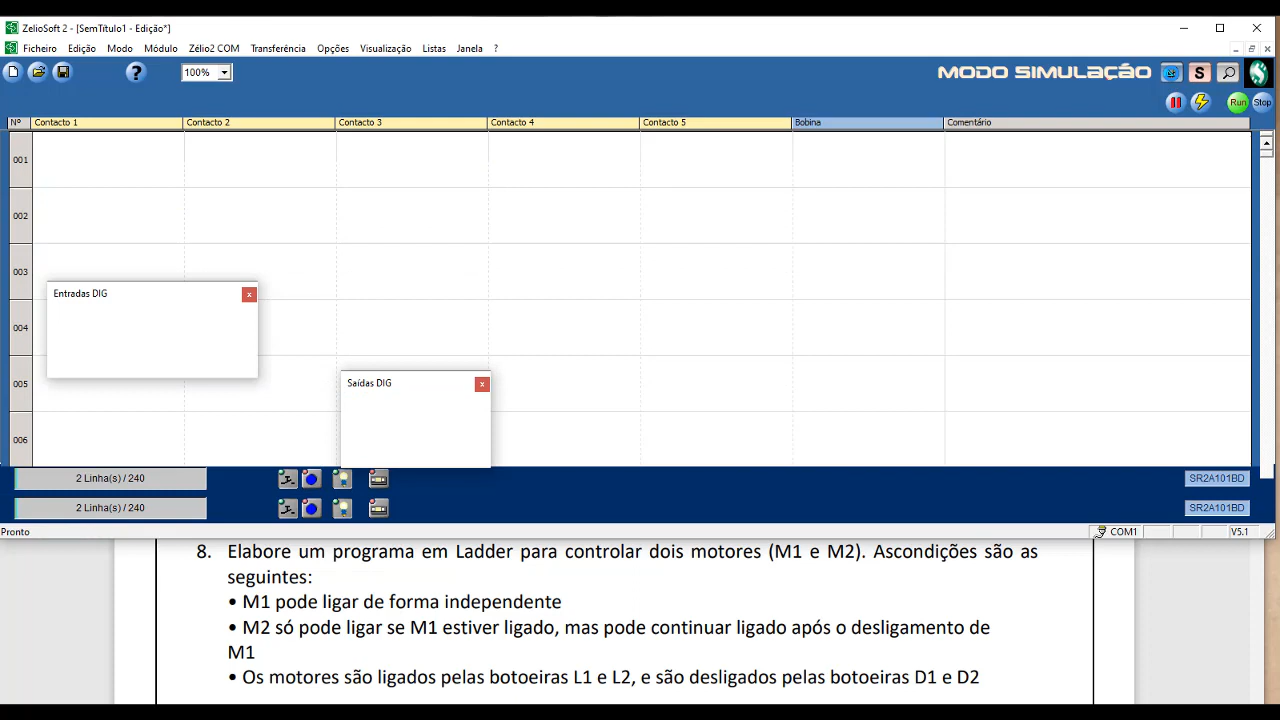 ZelioSoft 2 - [SemTítulo1 - Edição*]
Ficheiro Edição Modo Módulo Zélio2 COM Transferência Opções Visualização Listas Janela ?
100% MODO SIMULAÇÃO S
Run Stop
Nº Contacto 1 Contacto 2 Contacto 3 Contacto 4 Contacto 5 Bobina Comentário
001
002
003
Entradas DIG x
004
005
Saídas DIG x
006
2 Linha(s) / 240 SR2A101BD
2 Linha(s) / 240 SR2A101BD
Pronto COM1 V5.1
8. Elabore um programa em Ladder para controlar dois motores (M1 e M2). Ascondições são as
seguintes:
• M1 pode ligar de forma independente
• M2 só pode ligar se M1 estiver ligado, mas pode continuar ligado após o desligamento de
M1
• Os motores são ligados pelas botoeiras L1 e L2, e são desligados pelas botoeiras D1 e D2